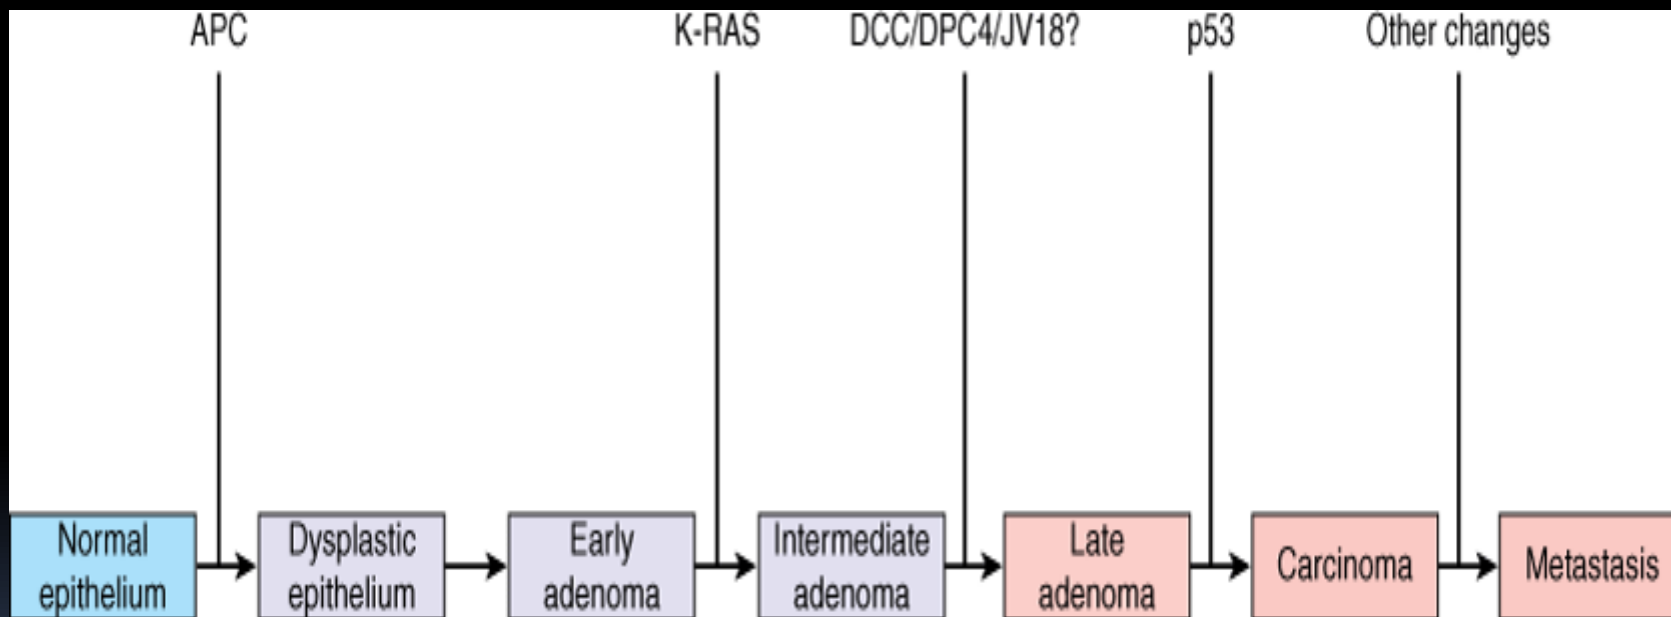 APC K-RAS DCC/DPC4/JV18? p53 Other changes
Normal
epithelium
Dysplastic
epithelium
Early
adenoma
Intermediate
adenoma
Late
adenoma
Carcinoma
Metastasis